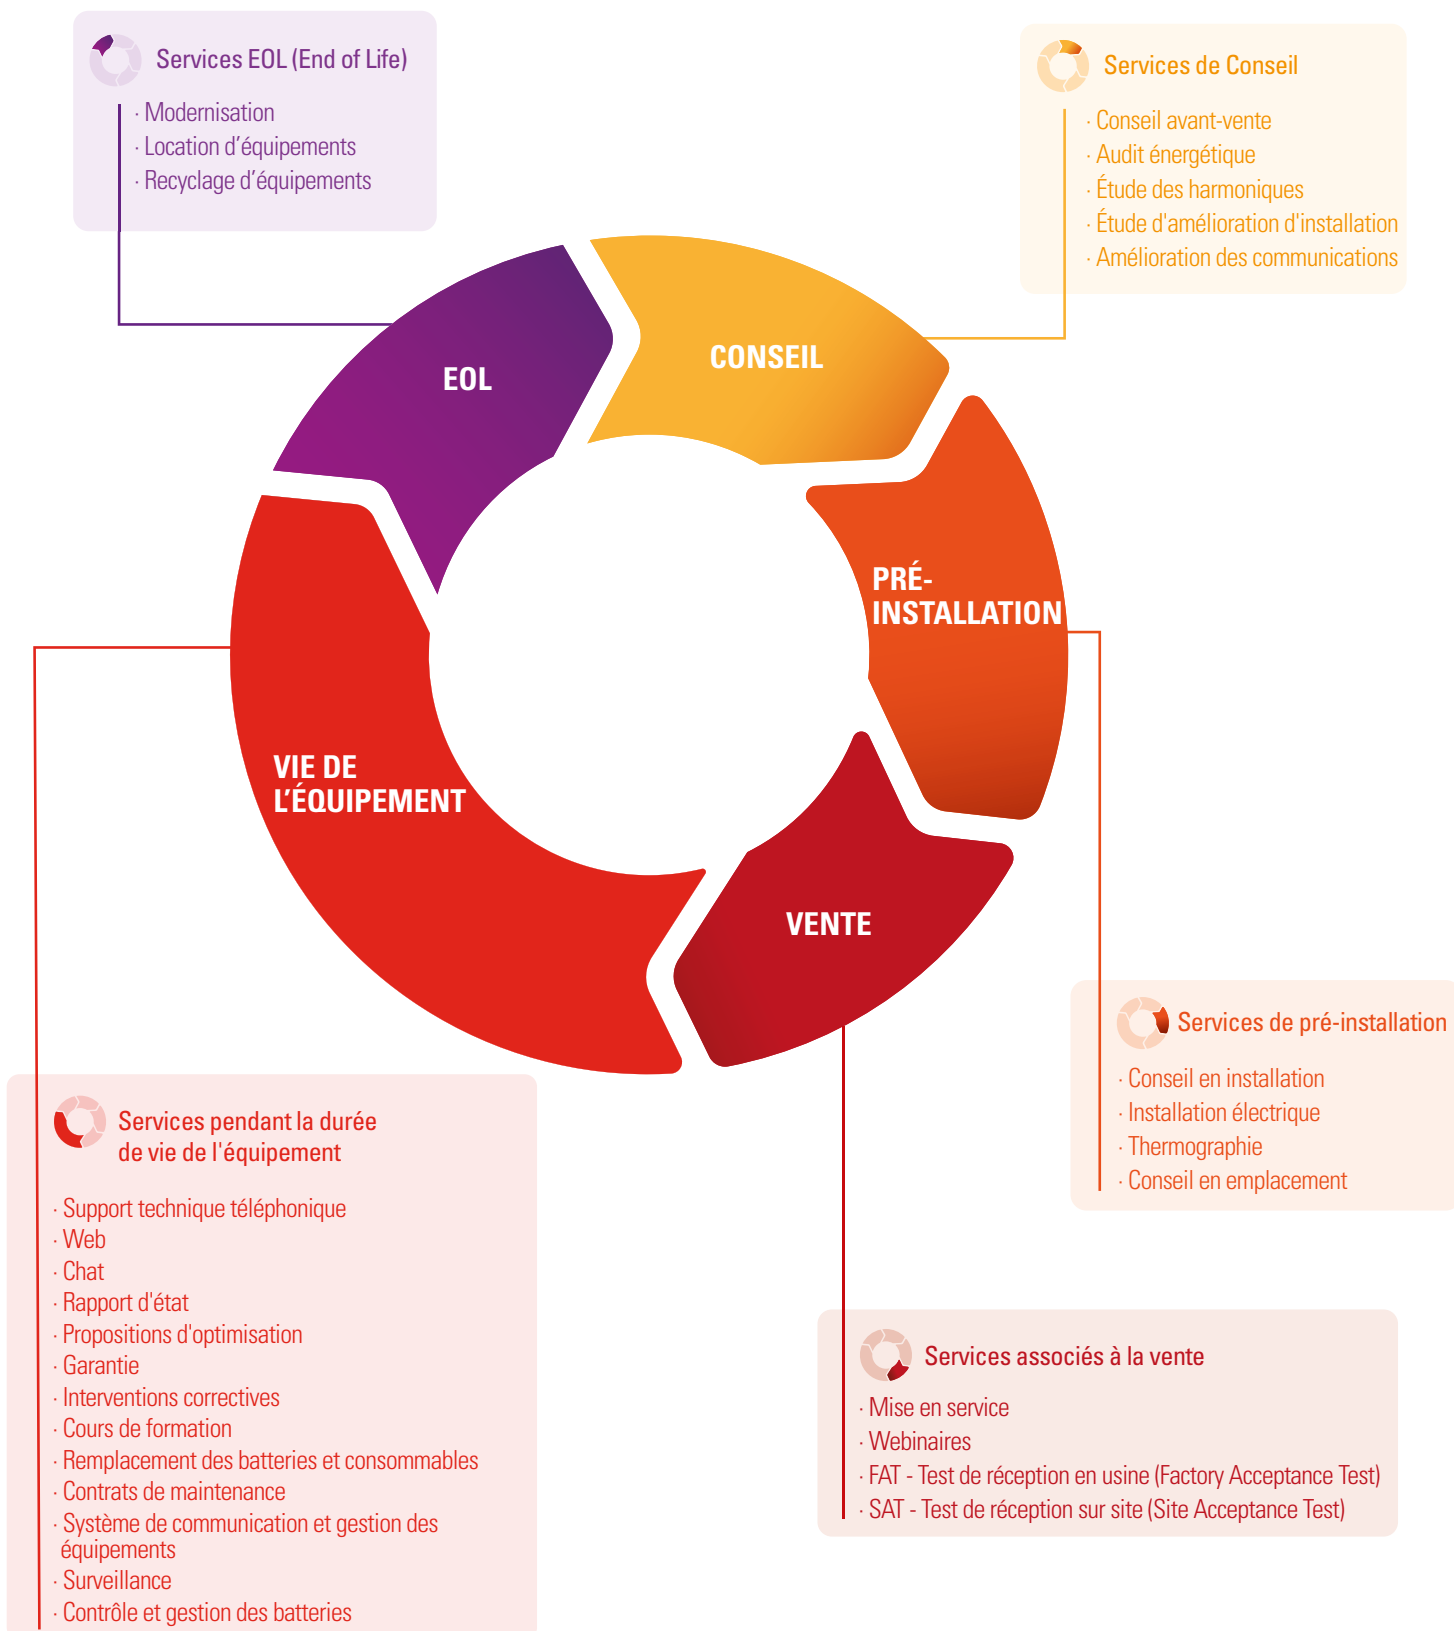 Services EOL (End of Life)
· Modernisation
· Location d'équipements
· Recyclage d'équipements
Services de Conseil
· Conseil avant-vente
· Audit énergétique
· Étude des harmoniques
· Étude d'amélioration d'installation
· Amélioration des communications
EOL
CONSEIL
PRÉ-
INSTALLATION
VIE DE
L'ÉQUIPEMENT
VENTE
Services de pré-installation
· Conseil en installation
· Installation électrique
· Thermographie
· Conseil en emplacement
Services pendant la durée
de vie de l'équipement
· Support technique téléphonique
· Web
· Chat
· Rapport d'état
· Propositions d'optimisation
· Garantie
· Interventions correctives
· Cours de formation
· Remplacement des batteries et consommables
· Contrats de maintenance
· Système de communication et gestion des
équipements
· Surveillance
· Contrôle et gestion des batteries
Services associés à la vente
· Mise en service
· Webinaires
· FAT - Test de réception en usine (Factory Acceptance Test)
· SAT - Test de réception sur site (Site Acceptance Test)